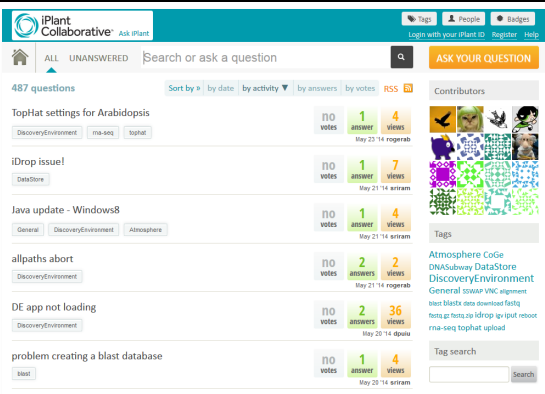 iPlant Collaborative™ Ask iPlant
Tags People Badges
Login with your iPlant ID Register Help
ALL UNANSWERED Search or ask a question
ASK YOUR QUESTION
487 questions
Sort by » by date by activity ▼ by answers by votes RSS
TopHat settings for Arabidopsis
DiscoveryEnvironment rna-seq tophat
no votes 1 answer 4 views
May 23 '14 rogerab
iDrop issue!
DataStore
no votes 1 answer 7 views
May 21 '14 sriram
Java update - Windows8
General DiscoveryEnvironment Atmosphere
no votes 1 answer 4 views
May 21 '14 sriram
allpaths abort
DiscoveryEnvironment
no votes 2 answers 2 views
May 21 '14 rogerab
DE app not loading
DiscoveryEnvironment
no votes 2 answers 36 views
May 20 '14 dpuiu
problem creating a blast database
blast
no votes 1 answer 4 views
May 20 '14 sriram
Contributors
Tags
Atmosphere CoGe
DNASubway DataStore
DiscoveryEnvironment
General SSWAP VNC alignment
blast blastx data download fastq
fastq.gz fastq.zip idrop igv iput reboot
rna-seq tophat upload
Tag search
Search